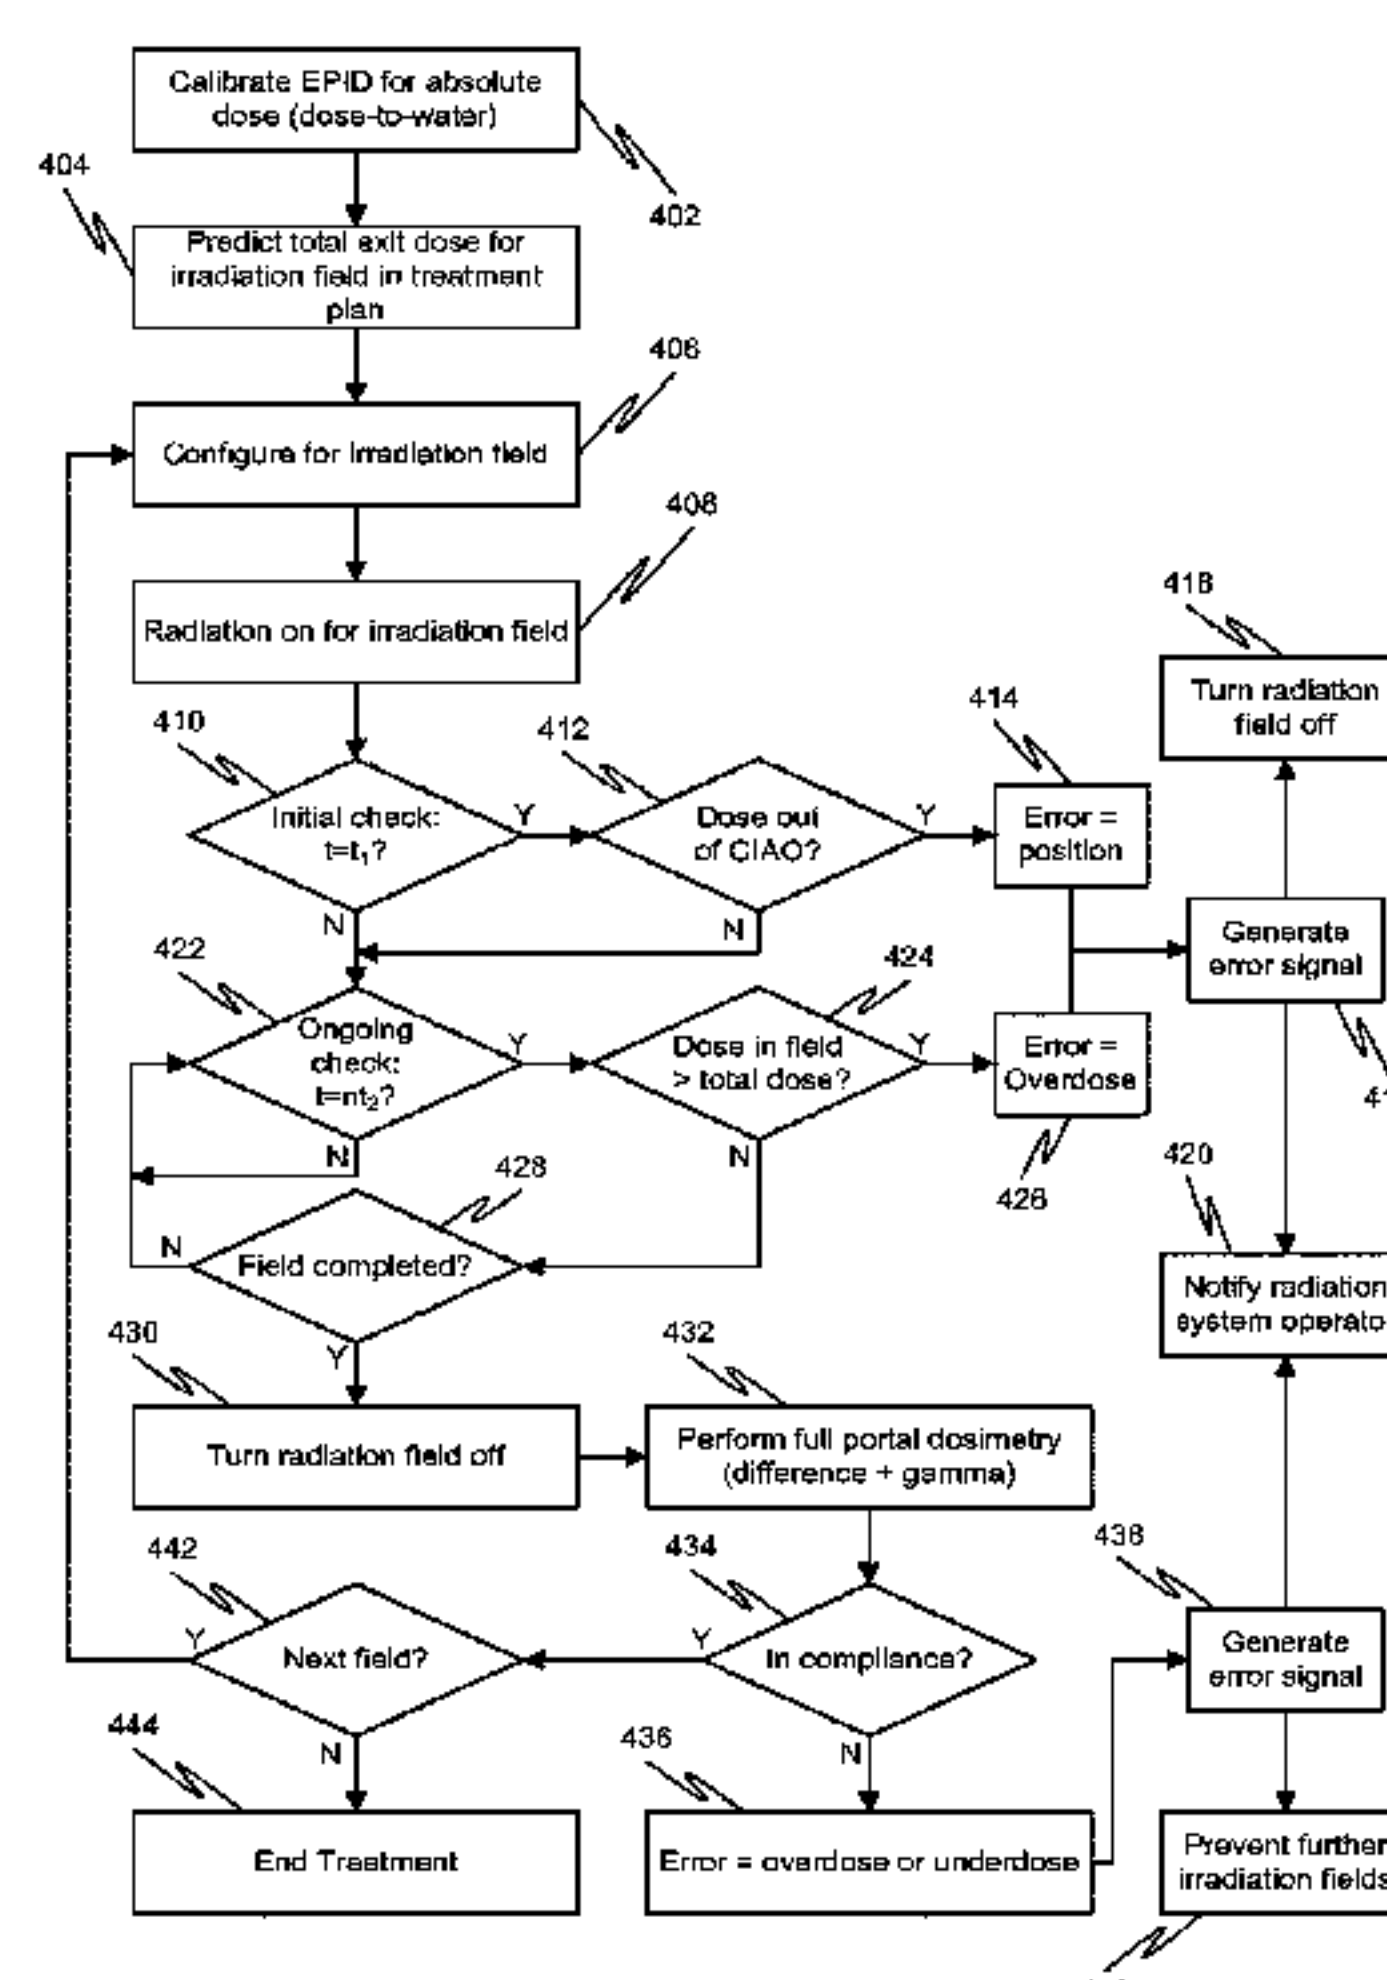 Calibrate EPID for absolute
dose (dose-to-water)
402
404
Predict total exit dose for
irradiation field in treatment
plan
406
Configure for irradiation field
408
Radiation on for irradiation field
410
Initial check:
t=t₁?
Y
N
412
Dose out
of CIAO?
Y
N
414
Error =
position
418
Turn radiation
field off
Generate
error signal
41
422
Ongoing
check:
t=nt₂?
Y
N
424
Dose in field
> total dose?
Y
N
Error =
Overdose
426
420
Notify radiation
system operato
428
Field completed?
N
Y
430
Turn radiation field off
432
Perform full portal dosimetry
(difference + gamma)
434
In compliance?
Y
N
442
Next field?
Y
N
438
Generate
error signal
444
End Treatment
436
Error = overdose or underdose
Prevent further
irradiation fields